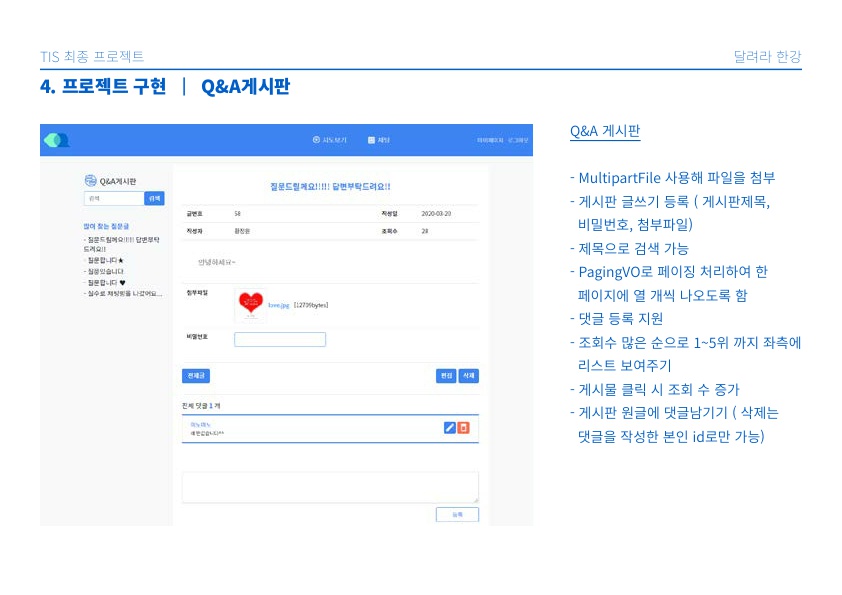 TIS 최종 프로젝트
달려라 한강
4. 프로젝트 구현 | Q&A게시판
지도보기
채팅
마이페이지 로그아웃
Q&A게시판
검색 검색
많이 찾는 질문글
- 질문드릴께요!!!!! 답변부탁
드려요!!
- 질문합니다★
- 질문있습니다
- 질문합니다 ♥
- 실수로 채팅방을 나갔어요...
질문드릴께요!!!!! 답변부탁드려요!!
글번호 58 작성일 2020-03-20
작성자 황장원 조회수 28
안녕하세요~
첨부파일
love.jpg [12739bytes]
비밀번호
전체글
편집 삭제
전체 댓글 1 개
등록
Q&A 게시판
- MultipartFile 사용해 파일을 첨부
- 게시판 글쓰기 등록 ( 게시판제목,
비밀번호, 첨부파일)
- 제목으로 검색 가능
- PagingVO로 페이징 처리하여 한
페이지에 열 개씩 나오도록 함
- 댓글 등록 지원
- 조회수 많은 순으로 1~5위 까지 좌측에
리스트 보여주기
- 게시물 클릭 시 조회 수 증가
- 게시판 원글에 댓글남기기 ( 삭제는
댓글을 작성한 본인 id로만 가능)